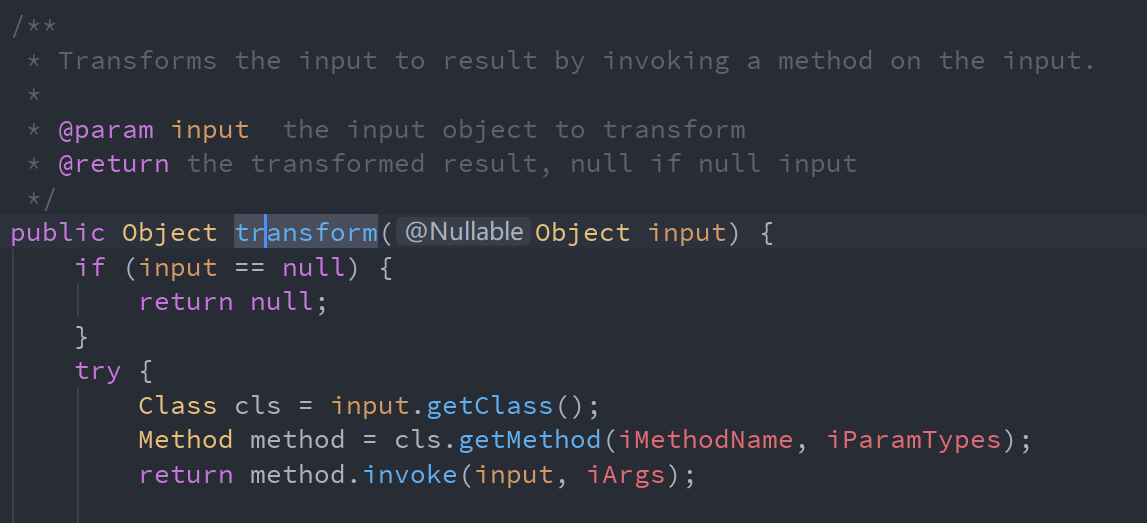 /**
 * Transforms the input to result by invoking a method on the input.
 *
 * @param input  the input object to transform
 * @return the transformed result, null if null input
 */
public Object transform( @Nullable Object input) {
    if (input == null) {
        return null;
    }
    try {
        Class cls = input.getClass();
        Method method = cls.getMethod(iMethodName, iParamTypes);
        return method.invoke(input, iArgs);